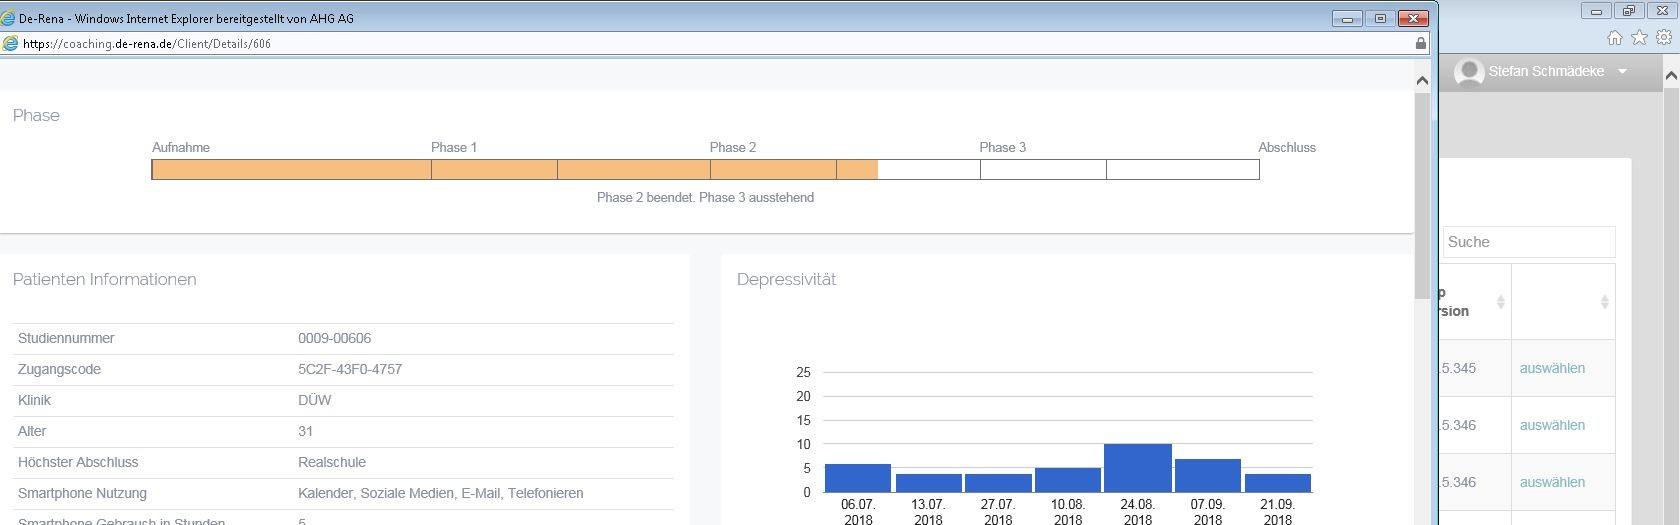 De-Rena - Windows Internet Explorer bereitgestellt von AHG AG
https://coaching.de-rena.de/Client/Details/606
Stefan Schmädeke
Phase
Aufnahme Phase 1 Phase 2 Phase 3 Abschluss
Phase 2 beendet. Phase 3 ausstehend
Suche
Patienten Informationen
Studiennummer 0009-00606
Zugangscode 5C2F-43F0-4757
Klinik DÜW
Alter 31
Höchster Abschluss Realschule
Smartphone Nutzung Kalender, Soziale Medien, E-Mail, Telefonieren
Smartphone Gebrauch in Stunden 5
Depressivität
25
20
15
10
5
0
06.07. 13.07. 27.07. 10.08. 24.08. 07.09. 21.09.
2018 2018 2018 2018 2018 2018 2018
p
rsion
.5.345 auswählen
.5.346 auswählen
.5.346 auswählen